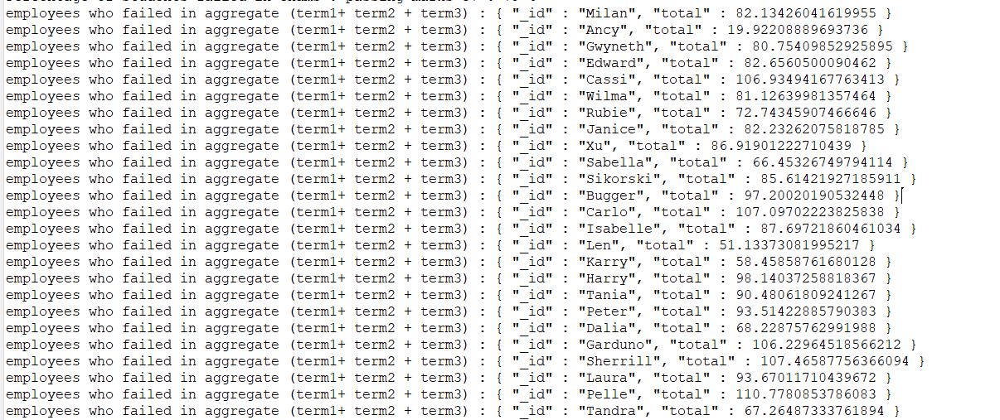 employees who failed in aggregate (term1+ term2 + term3) : { "_id" : "Milan", "total" : 82.13426041619955 }
employees who failed in aggregate (term1+ term2 + term3) : { "_id" : "Ancy", "total" : 19.92208889693736 }
employees who failed in aggregate (term1+ term2 + term3) : { "_id" : "Gwyneth", "total" : 80.75409852925895 }
employees who failed in aggregate (term1+ term2 + term3) : { "_id" : "Edward", "total" : 82.6560500090462 }
employees who failed in aggregate (term1+ term2 + term3) : { "_id" : "Cassi", "total" : 106.93494167763413 }
employees who failed in aggregate (term1+ term2 + term3) : { "_id" : "Wilma", "total" : 81.12639981357464 }
employees who failed in aggregate (term1+ term2 + term3) : { "_id" : "Rubie", "total" : 72.74345907466646 }
employees who failed in aggregate (term1+ term2 + term3) : { "_id" : "Janice", "total" : 82.23262075818785 }
employees who failed in aggregate (term1+ term2 + term3) : { "_id" : "Xu", "total" : 86.91901222710439 }
employees who failed in aggregate (term1+ term2 + term3) : { "_id" : "Sabella", "total" : 66.45326749794114 }
employees who failed in aggregate (term1+ term2 + term3) : { "_id" : "Sikorski", "total" : 85.61421927185911 }
employees who failed in aggregate (term1+ term2 + term3) : { "_id" : "Bugger", "total" : 97.20020190532448 }
employees who failed in aggregate (term1+ term2 + term3) : { "_id" : "Carlo", "total" : 107.09702223825838 }
employees who failed in aggregate (term1+ term2 + term3) : { "_id" : "Isabelle", "total" : 87.69721860461034 }
employees who failed in aggregate (term1+ term2 + term3) : { "_id" : "Len", "total" : 51.13373081995217 }
employees who failed in aggregate (term1+ term2 + term3) : { "_id" : "Karry", "total" : 58.45858761680128 }
employees who failed in aggregate (term1+ term2 + term3) : { "_id" : "Harry", "total" : 98.14037258818367 }
employees who failed in aggregate (term1+ term2 + term3) : { "_id" : "Tania", "total" : 90.48061809241267 }
employees who failed in aggregate (term1+ term2 + term3) : { "_id" : "Peter", "total" : 93.51422885790383 }
employees who failed in aggregate (term1+ term2 + term3) : { "_id" : "Dalia", "total" : 68.22875762991988 }
employees who failed in aggregate (term1+ term2 + term3) : { "_id" : "Garduno", "total" : 106.22964518566212 }
employees who failed in aggregate (term1+ term2 + term3) : { "_id" : "Sherrill", "total" : 107.46587756366094 }
employees who failed in aggregate (term1+ term2 + term3) : { "_id" : "Laura", "total" : 93.67011710439672 }
employees who failed in aggregate (term1+ term2 + term3) : { "_id" : "Pelle", "total" : 110.7780853786083 }
employees who failed in aggregate (term1+ term2 + term3) : { "_id" : "Tandra", "total" : 67.26487333761894 }